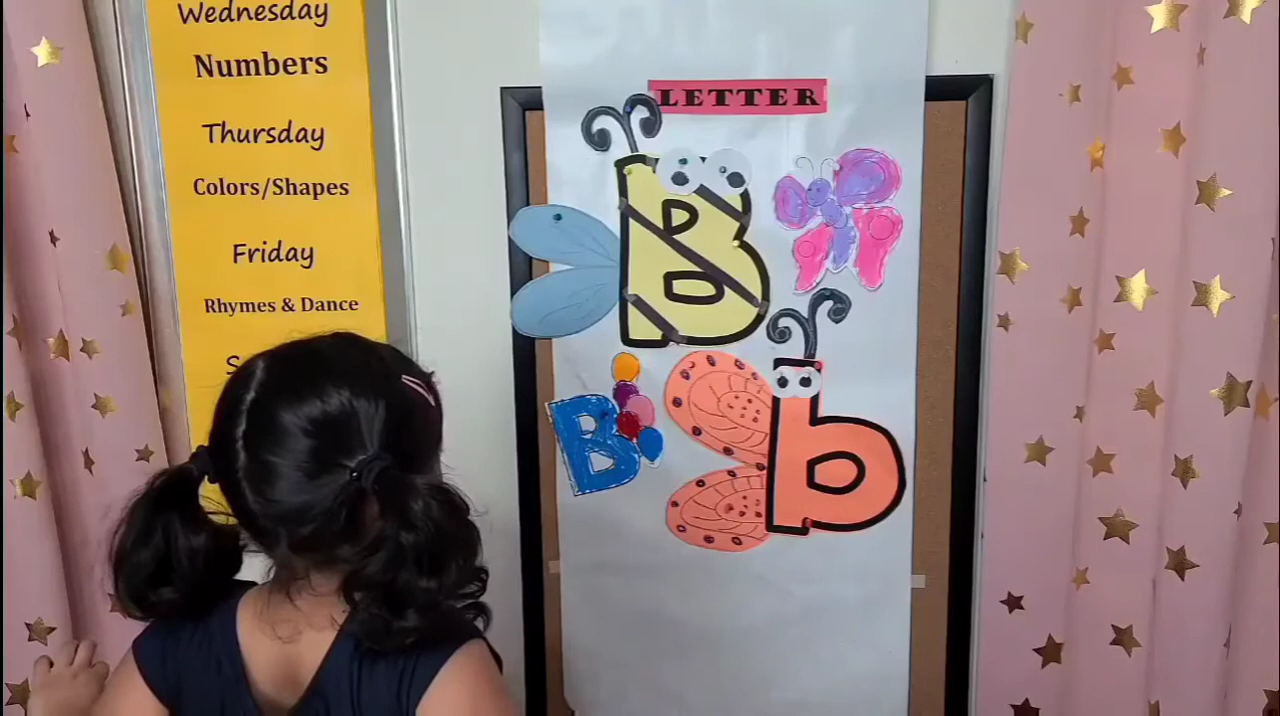 Wednesday
Numbers
Thursday
Colors/Shapes
Friday
Rhymes & Dance
LETTER
B
B
b